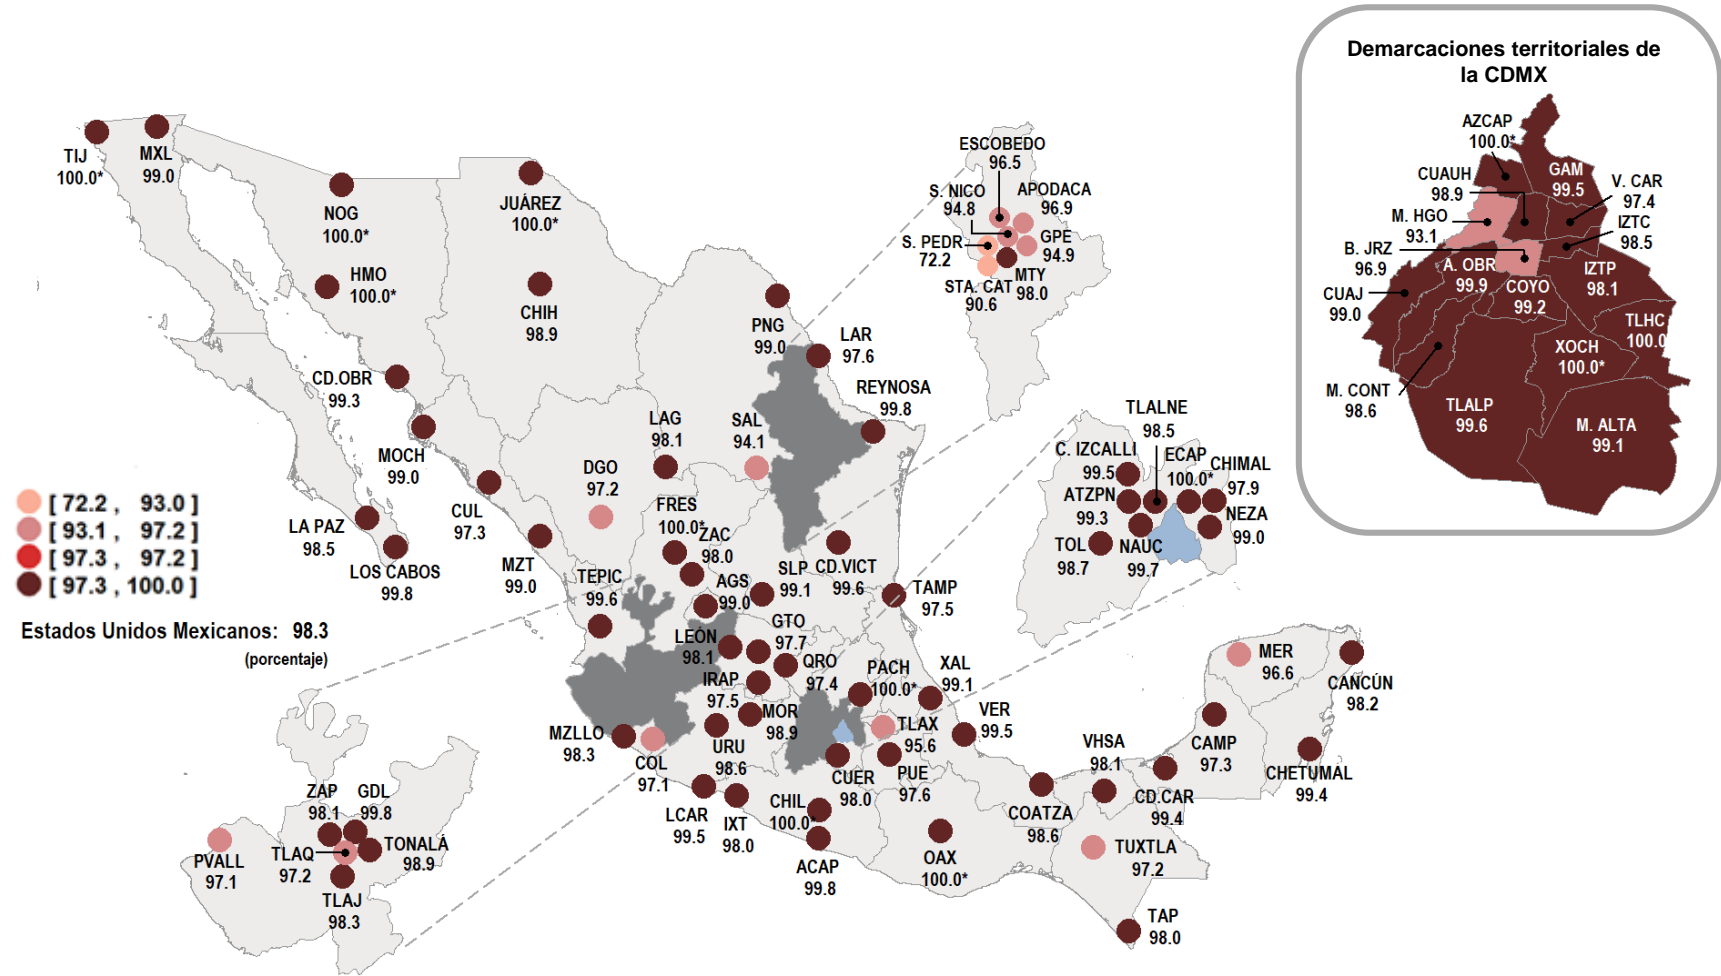 Demarcaciones territoriales de
la CDMX
AZCAP
100.0*
CUAUH
98.9
GAM
99.5
V. CAR
97.4
M. HGO
93.1
IZTC
98.5
B. JRZ
96.9
A. OBR
99.9
COYO
99.2
IZTP
98.1
CUAJ
99.0
TLHC
100.0
XOCH
100.0*
M. CONT
98.6
TLALP
99.6
M. ALTA
99.1
TIJ
100.0*
MXL
99.0
NOG
100.0*
JUÁREZ
100.0*
HMO
100.0*
CHIH
98.9
CD.OBR
99.3
MOCH
99.0
CUL
97.3
LA PAZ
98.5
LOS CABOS
99.8
MZT
99.0
DGO
97.2
LAG
98.1
SAL
94.1
PNG
99.0
LAR
97.6
REYNOSA
99.8
ESCOBEDO
96.5
S. NICO
94.8
APODACA
96.9
S. PEDR
72.2
GPE
94.9
STA. CAT
90.6
MTY
98.0
FRES
100.0*
ZAC
98.0
TEPIC
99.6
AGS
99.0
SLP
99.1
CD.VICT
99.6
TAMP
97.5
LEÓN
98.1
GTO
97.7
QRO
97.4
IRAP
97.5
PACH
100.0*
XAL
99.1
MOR
98.9
URU
98.6
MZLLO
98.3
COL
97.1
TLAX
95.6
VER
99.5
CUER
98.0
PUE
97.6
LCAR
99.5
IXT
98.0
CHIL
100.0*
ACAP
99.8
OAX
100.0*
COATZA
98.6
VHSA
98.1
CD.CAR
99.4
CAMP
97.3
MER
96.6
CANCÚN
98.2
CHETUMAL
99.4
TUXTLA
97.2
TAP
98.0
TLALNE
98.5
C. IZCALLI
99.5
ECAP
100.0*
CHIMAL
97.9
ATZPN
99.3
NEZA
99.0
TOL
98.7
NAUC
99.7
ZAP
98.1
GDL
99.8
TONALÁ
98.9
PVALL
97.1
TLAQ
97.2
TLAJ
98.3
[ 72.2 , 93.0 ]
[ 93.1 , 97.2 ]
[ 97.3 , 97.2 ]
[ 97.3 , 100.0 ]
Estados Unidos Mexicanos: 98.3
(porcentaje)